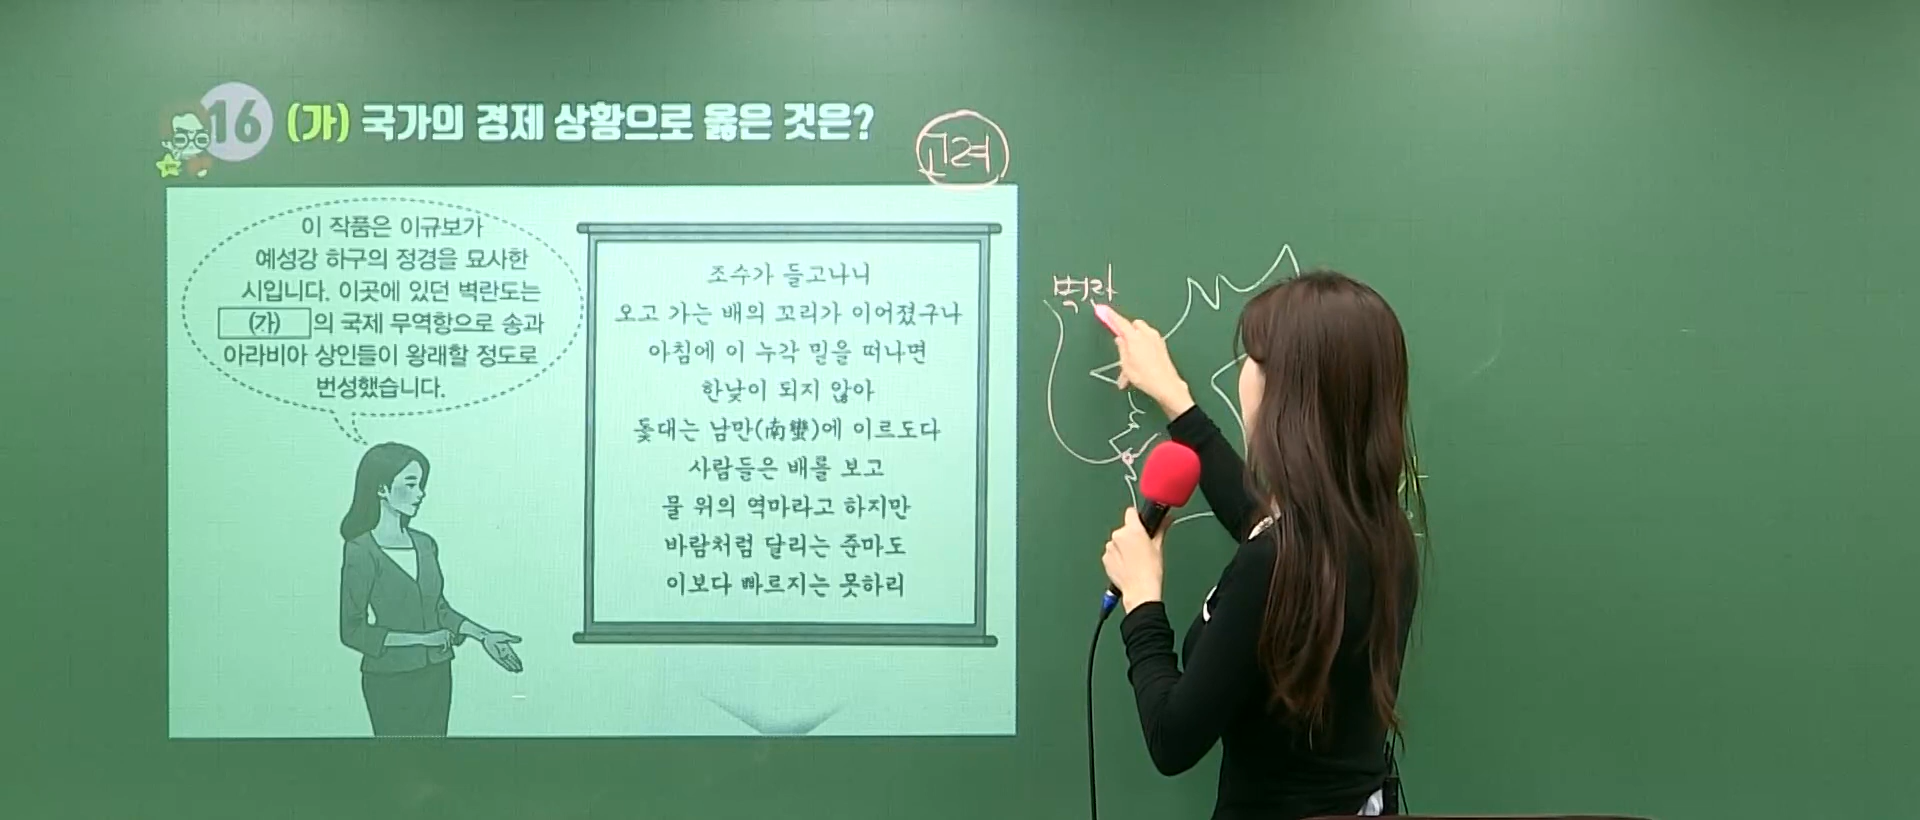 16 (가) 국가의 경제 상황으로 옳은 것은?
고려
이 작품은 이규보가
예성강 하구의 정경을 묘사한
시입니다. 이곳에 있던 벽란도는
(가)의 국제 무역항으로 송과
아라비아 상인들이 왕래할 정도로
번성했습니다.
조수가 들고나니
오고 가는 배의 꼬리가 이어졌구나
아침에 이 누각 밑을 떠나면
한낮이 되지 않아
돛대는 남만(南蠻)에 이르도다
사람들은 배를 보고
물 위의 역마라고 하지만
바람처럼 달리는 준마도
이보다 빠르지는 못하리
벽라